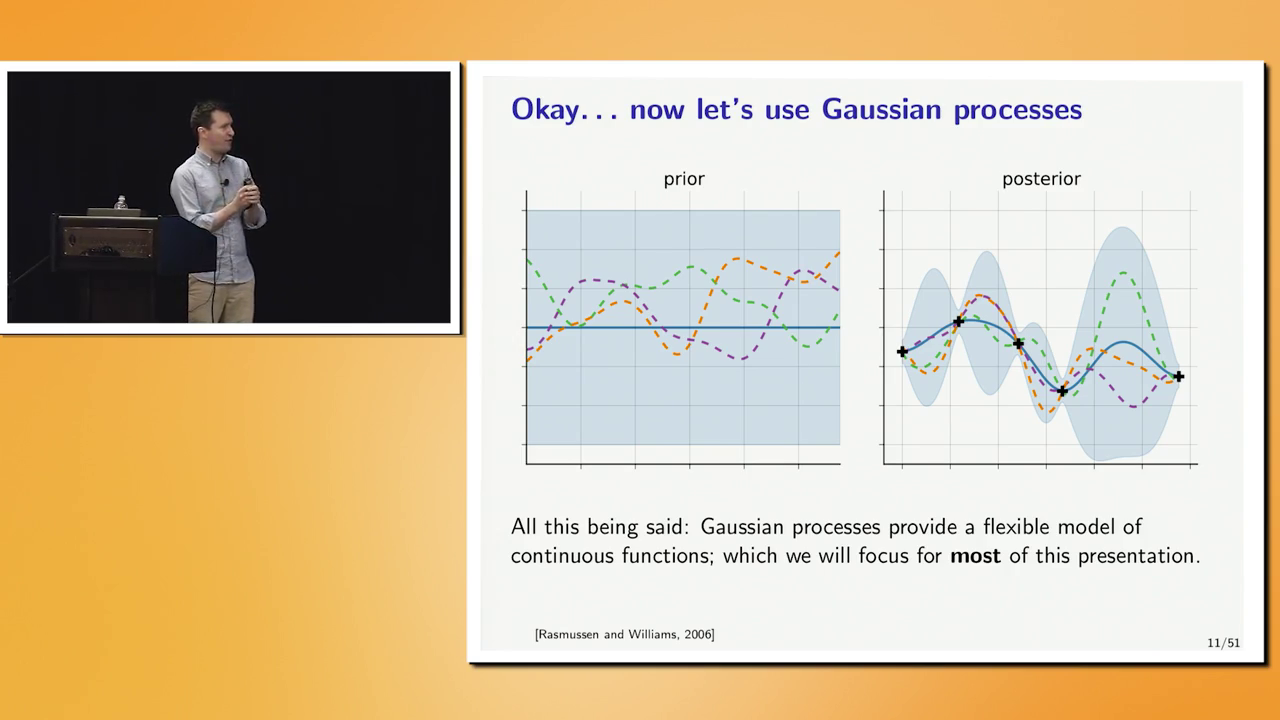 Okay. . . now let's use Gaussian processes
prior
posterior
All this being said: Gaussian processes provide a flexible model of
continuous functions; which we will focus for most of this presentation.
[Rasmussen and Williams, 2006]
11/51